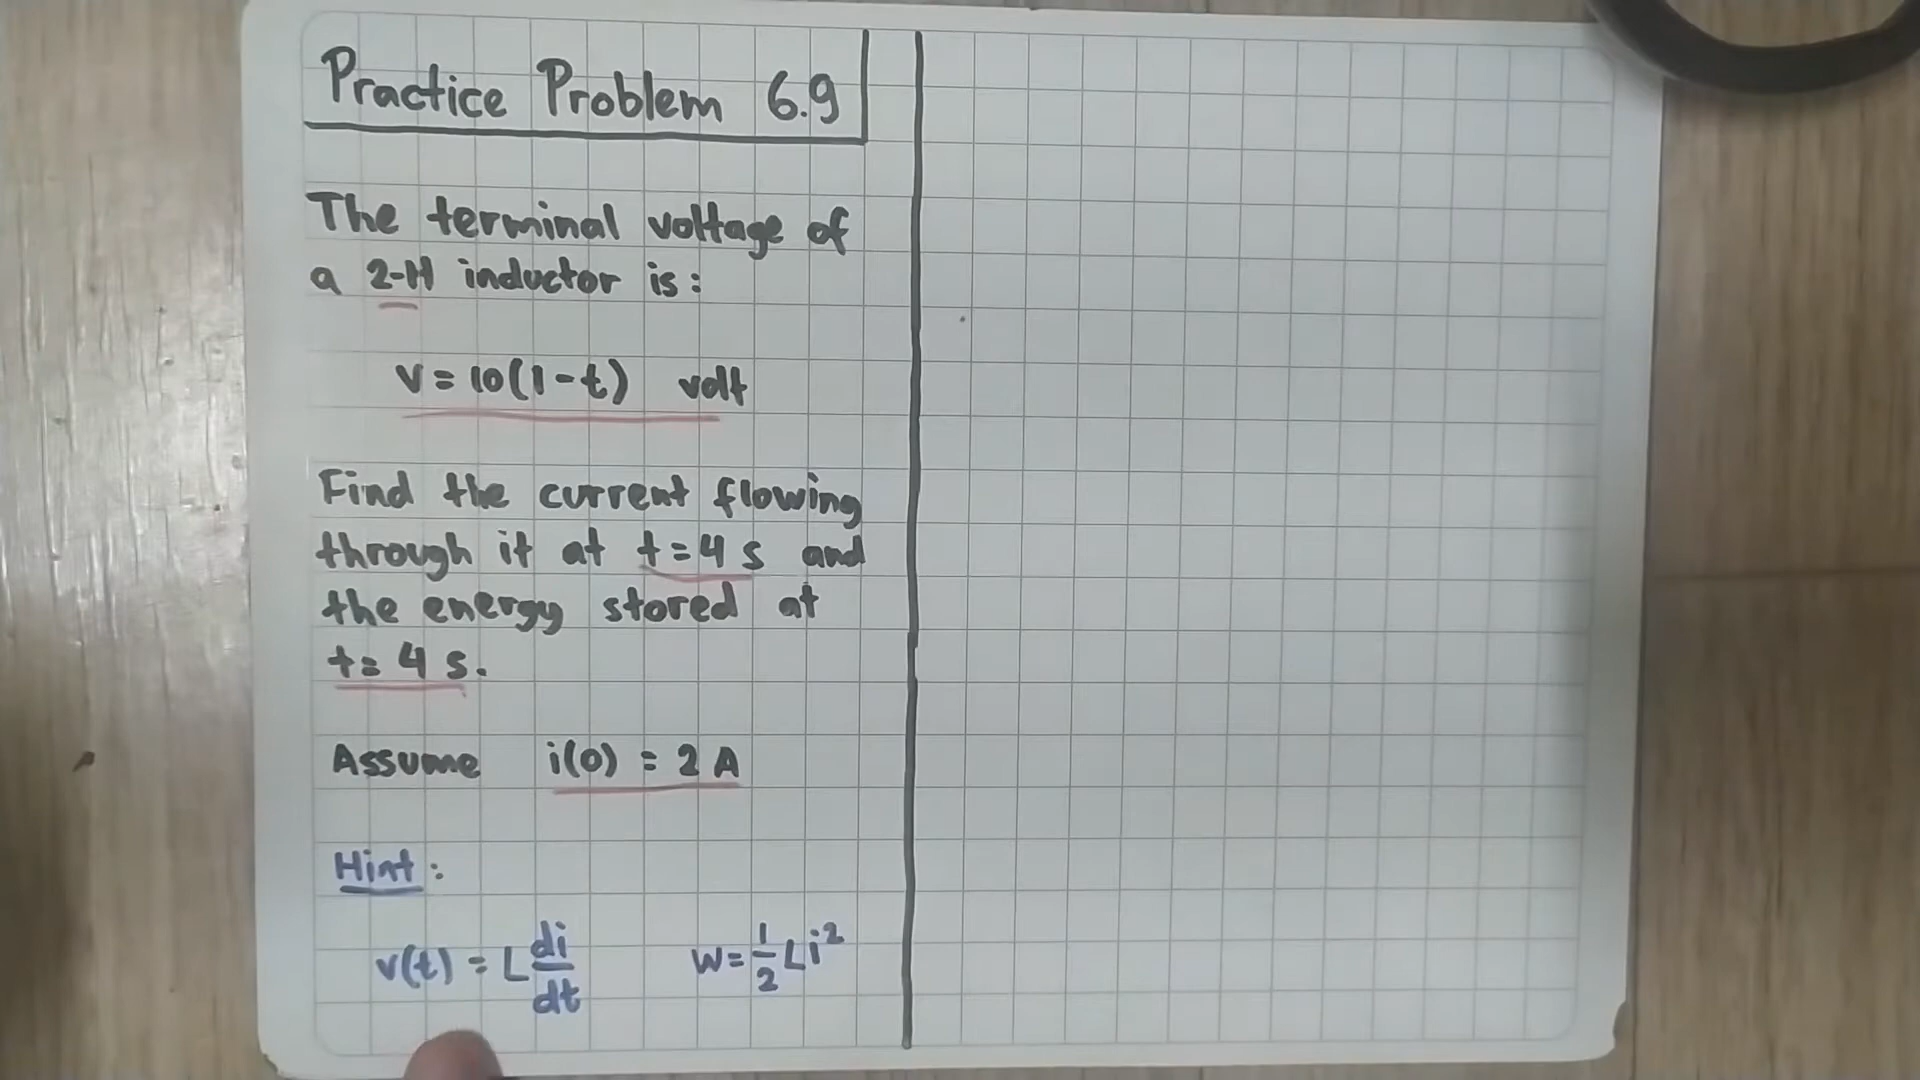 Practice Problem 6.9
The terminal voltage of
a 2-H inductor is:
v = 10(1-t) volt
Find the current flowing
through it at t=4 s and
the energy stored at
t= 4 s.
Assume i(0) = 2 A
Hint:
v(t) = L di/dt w = 1/2 Li²